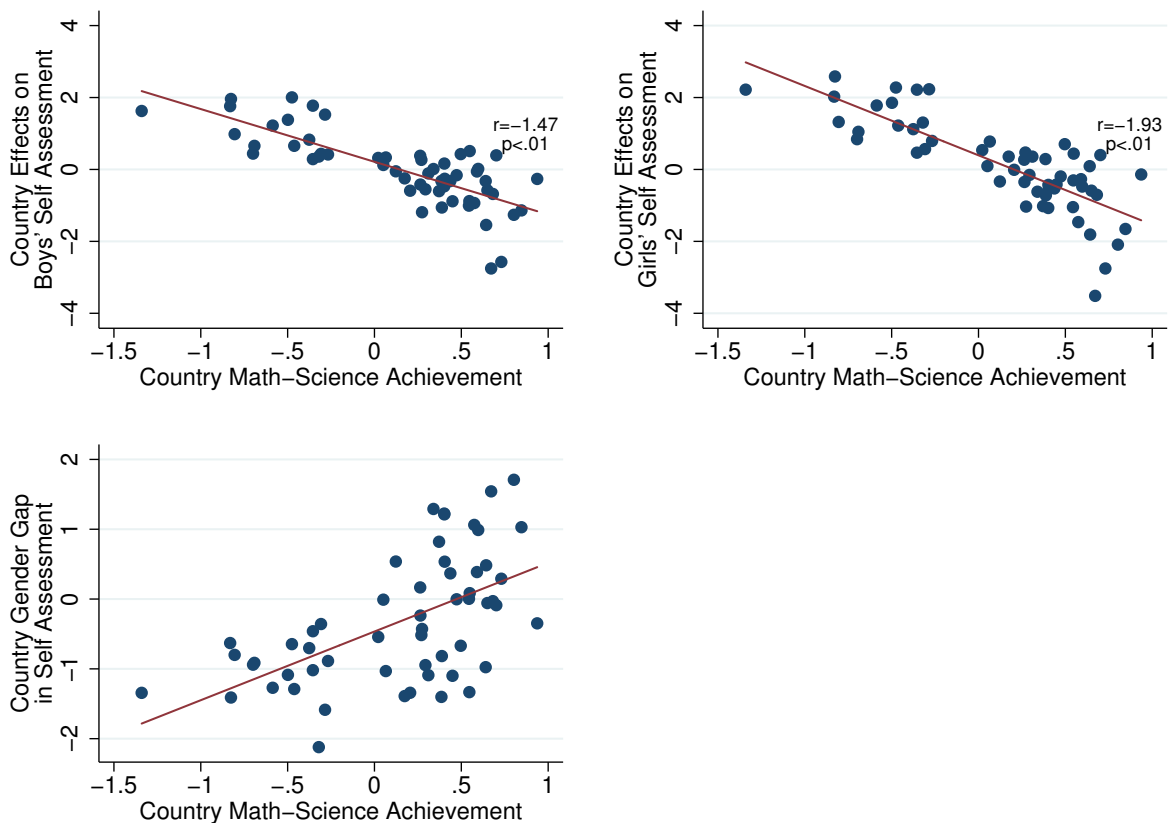 Country Effects on
Boys' Self Assessment
4
2
0
−2
−4
r=−1.47
p<.01
−1.5 −1 −.5 0 .5 1
Country Math−Science Achievement
Country Effects on
Girls' Self Assessment
4
2
0
−2
−4
r=−1.93
p<.01
−1.5 −1 −.5 0 .5 1
Country Math−Science Achievement
Country Gender Gap
in Self Assessment
2
1
0
−1
−2
−1.5 −1 −.5 0 .5 1
Country Math−Science Achievement